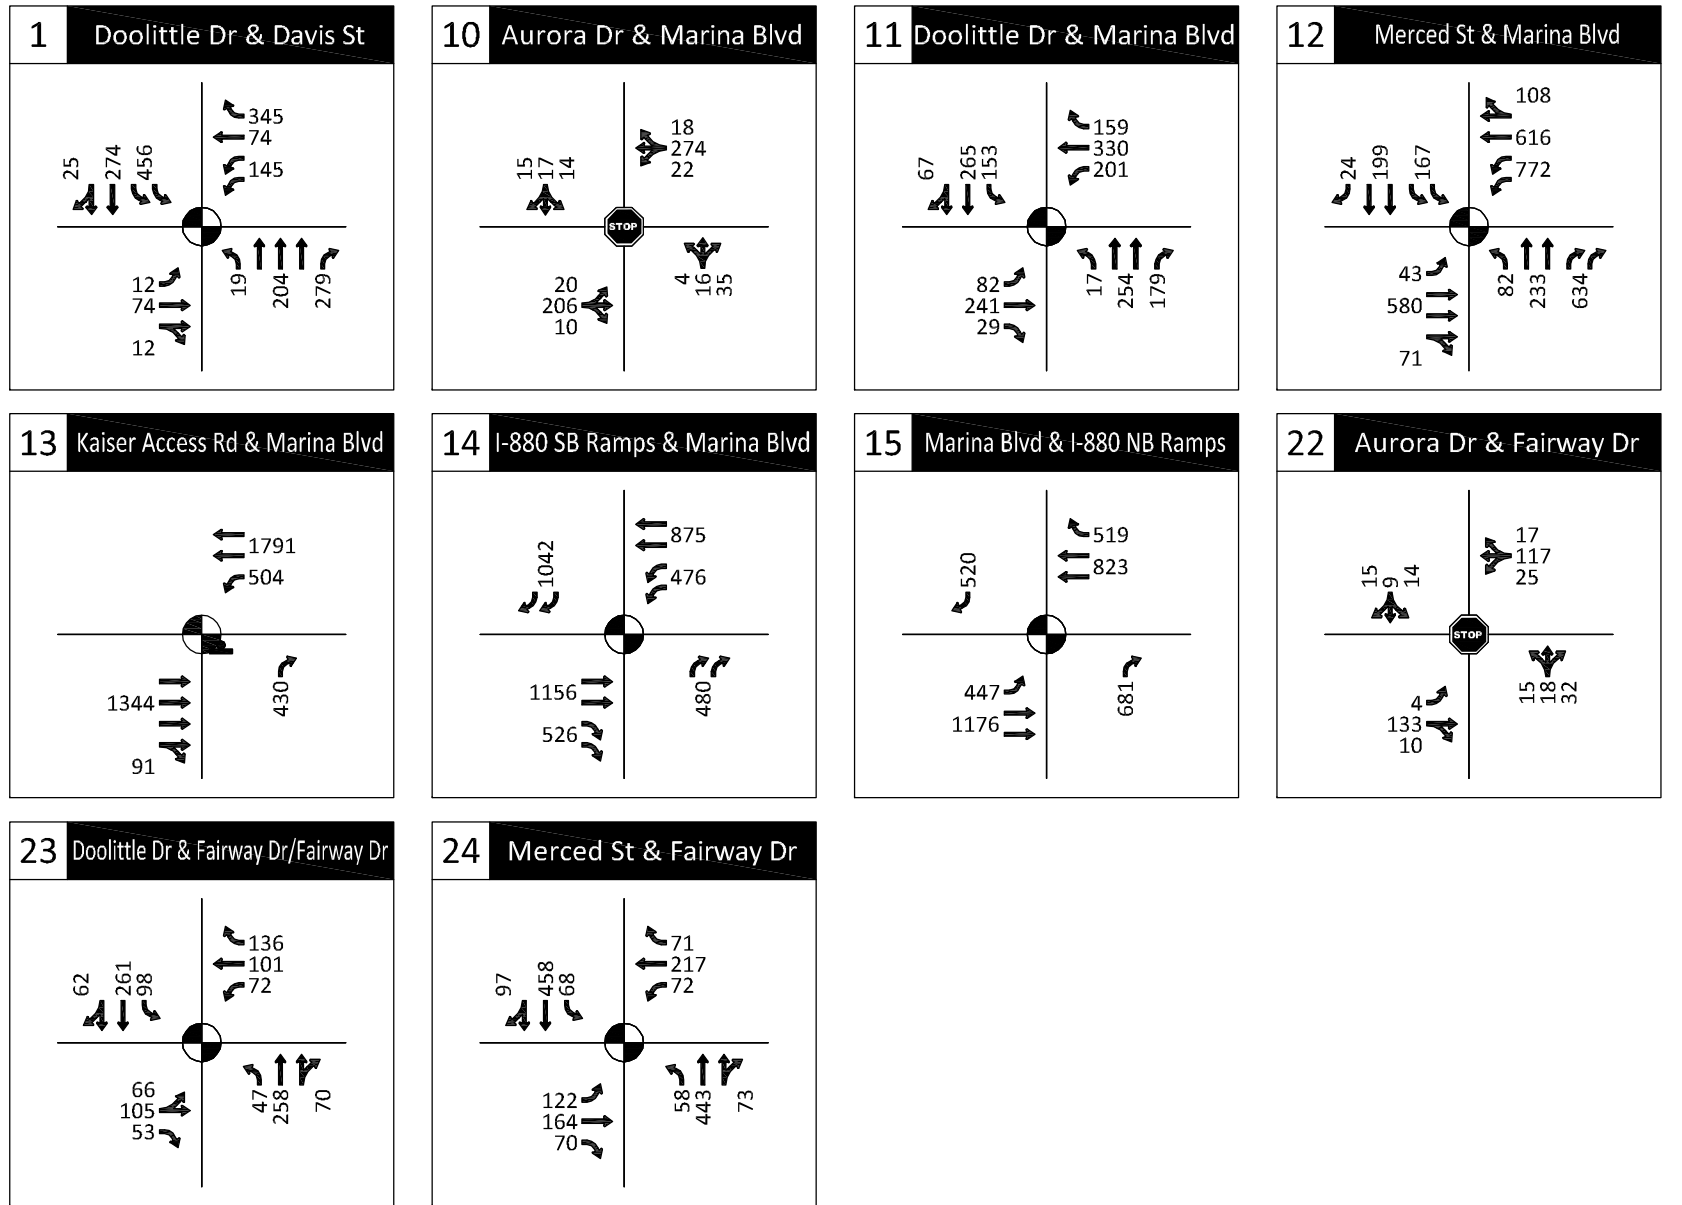 1 Doolittle Dr & Davis St
25 274 456
345
74
145
12
74
12
19 204 279
10 Aurora Dr & Marina Blvd
15 17 14
18
274
22
STOP
20
206
10
4 16 35
11 Doolittle Dr & Marina Blvd
67 265 153
159
330
201
82
241
29
17 254 179
12 Merced St & Marina Blvd
24 199 167
108
616
772
43
580
71
82 233 634
13 Kaiser Access Rd & Marina Blvd
1791
504
1344
91
430
14 I-880 SB Ramps & Marina Blvd
1042
875
476
1156
526
480
15 Marina Blvd & I-880 NB Ramps
520
519
823
447
1176
681
22 Aurora Dr & Fairway Dr
15 9 14
17
117
25
STOP
4
133
10
15 18 32
23 Doolittle Dr & Fairway Dr/Fairway Dr
62 261 98
136
101
72
66
105
53
47 258 70
24 Merced St & Fairway Dr
97 458 68
71
217
72
122
164
70
58 443 73